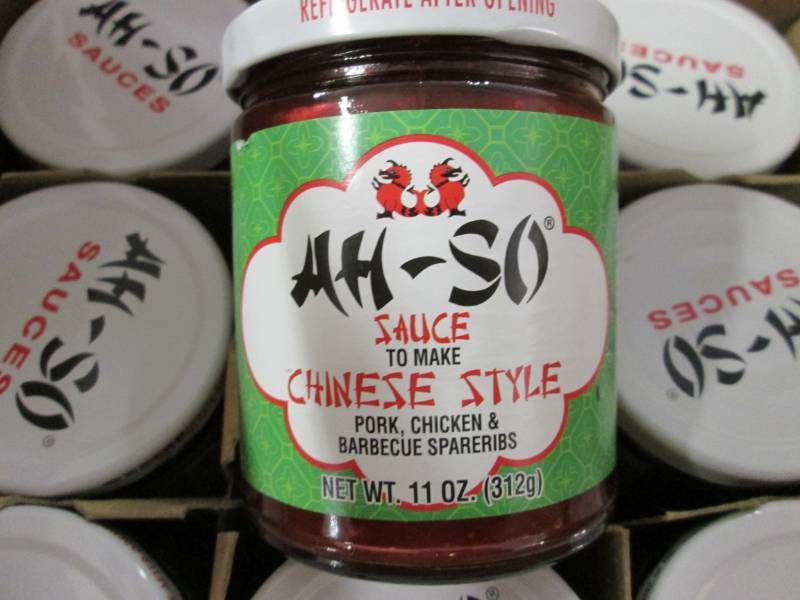 REFRIGERATE AFTER OPENING
AH-SO®
SAUCE
TO MAKE
CHINESE STYLE
PORK, CHICKEN &
BARBECUE SPARERIBS
NET WT. 11 OZ. (312g)
AH-SO
SAUCES
AH-SO
SAUCES
AH-SO®
SAUCES
AH-SO®
SAUCES